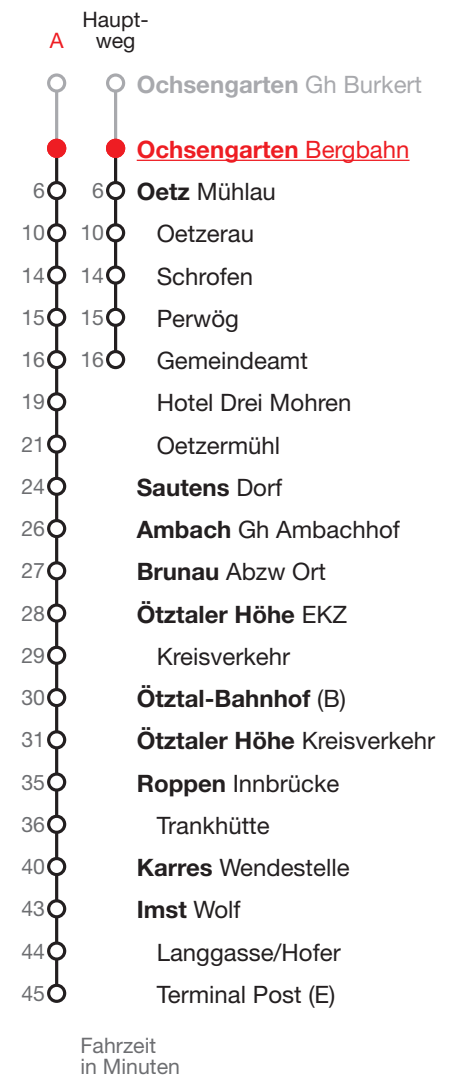 Haupt-
A weg
Ochsengarten Gh Burkert
Ochsengarten Bergbahn
6 6 Oetz Mühlau
10 10 Oetzerau
14 14 Schrofen
15 15 Perwög
16 16 Gemeindeamt
19 Hotel Drei Mohren
21 Oetzermühl
24 Sautens Dorf
26 Ambach Gh Ambachhof
27 Brunau Abzw Ort
28 Ötztaler Höhe EKZ
29 Kreisverkehr
30 Ötztal-Bahnhof (B)
31 Ötztaler Höhe Kreisverkehr
35 Roppen Innbrücke
36 Trankhütte
40 Karres Wendestelle
43 Imst Wolf
44 Langgasse/Hofer
45 Terminal Post (E)
Fahrzeit
in Minuten